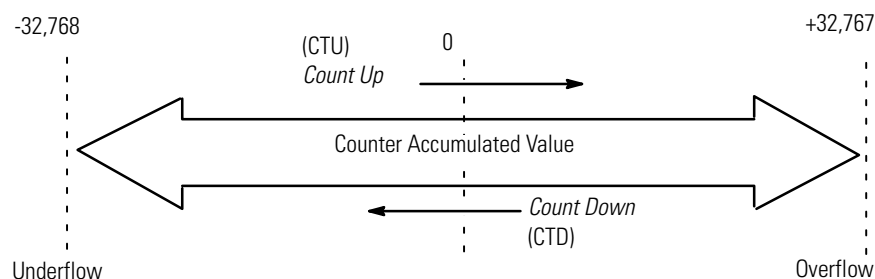 -32,768
0
+32,767
(CTU)
Count Up
Counter Accumulated Value
Count Down
(CTD)
Underflow
Overflow